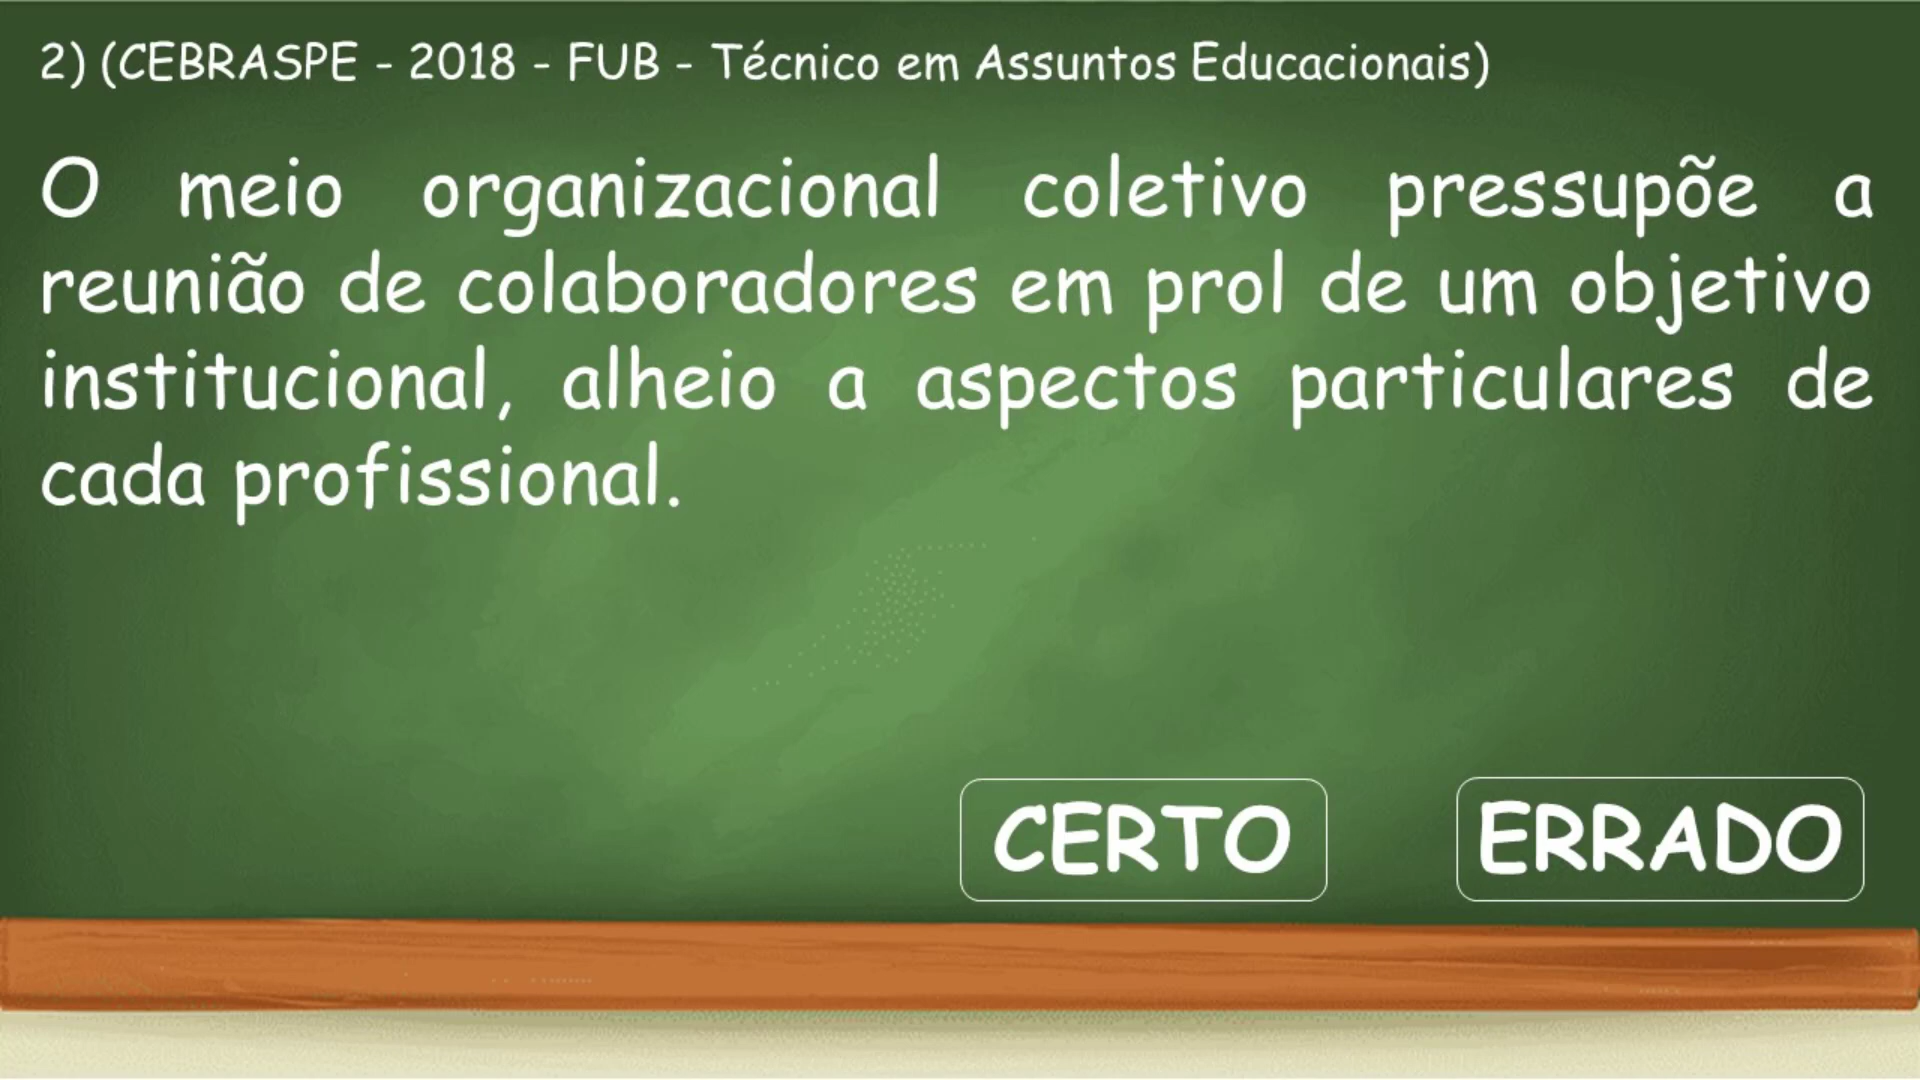 2) (CEBRASPE - 2018 - FUB - Técnico em Assuntos Educacionais)
O meio organizacional coletivo pressupõe a
reunião de colaboradores em prol de um objetivo
institucional, alheio a aspectos particulares de
cada profissional.
CERTO ERRADO